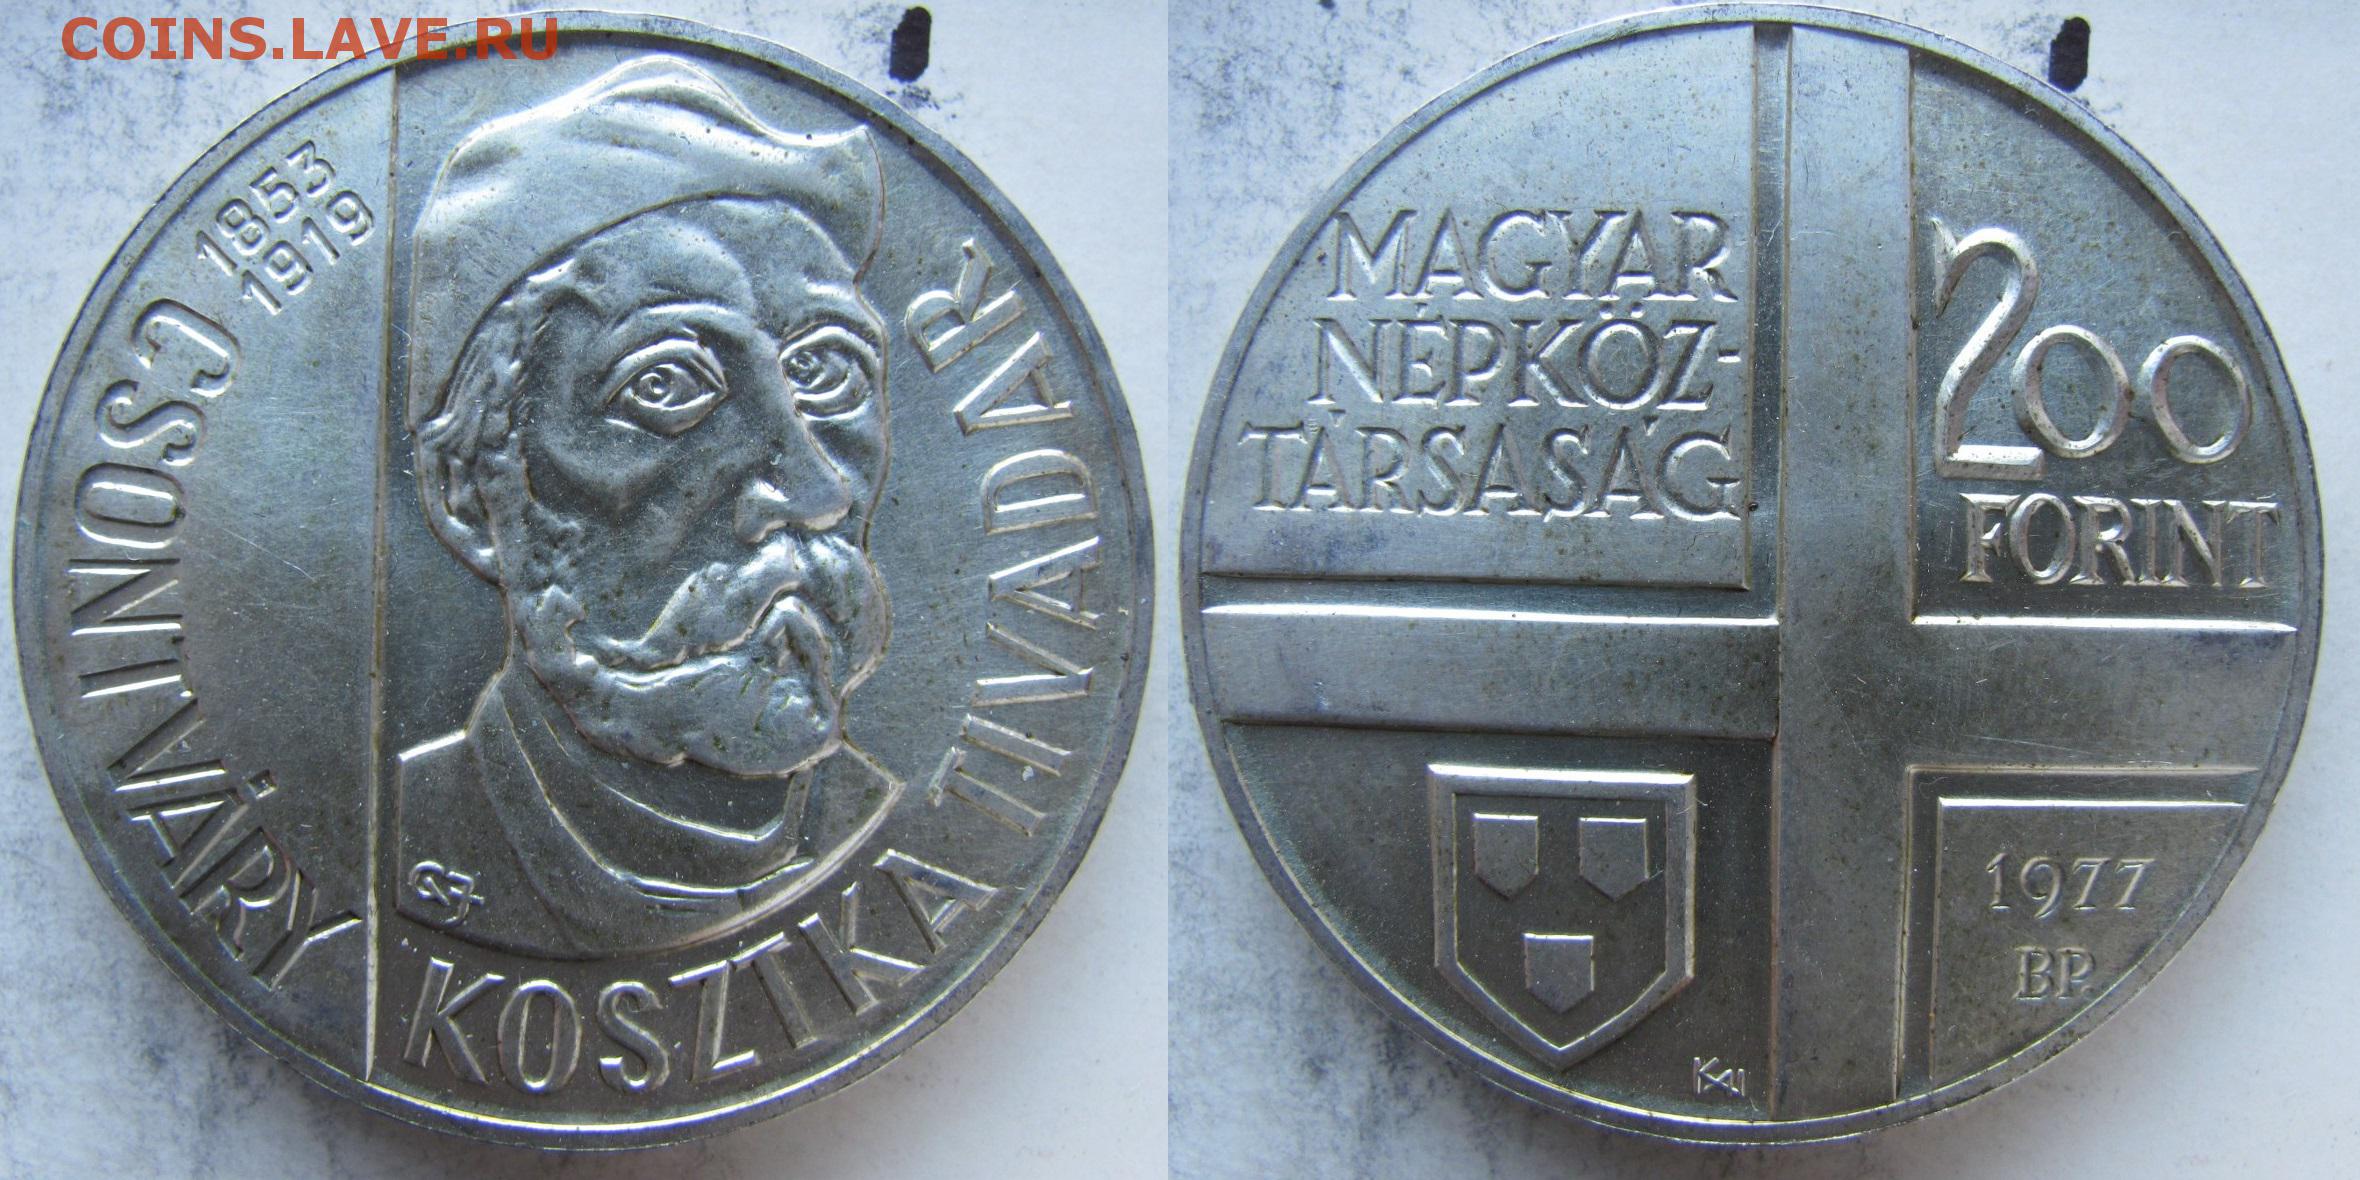 COINS.LAVE.RU
1853
1919
CSONTVÁRY KOSZTKA TIVADAR
MAGYAR
NÉPKÖZ-
TÁRSASÁG
200
FORINT
1977
BP.